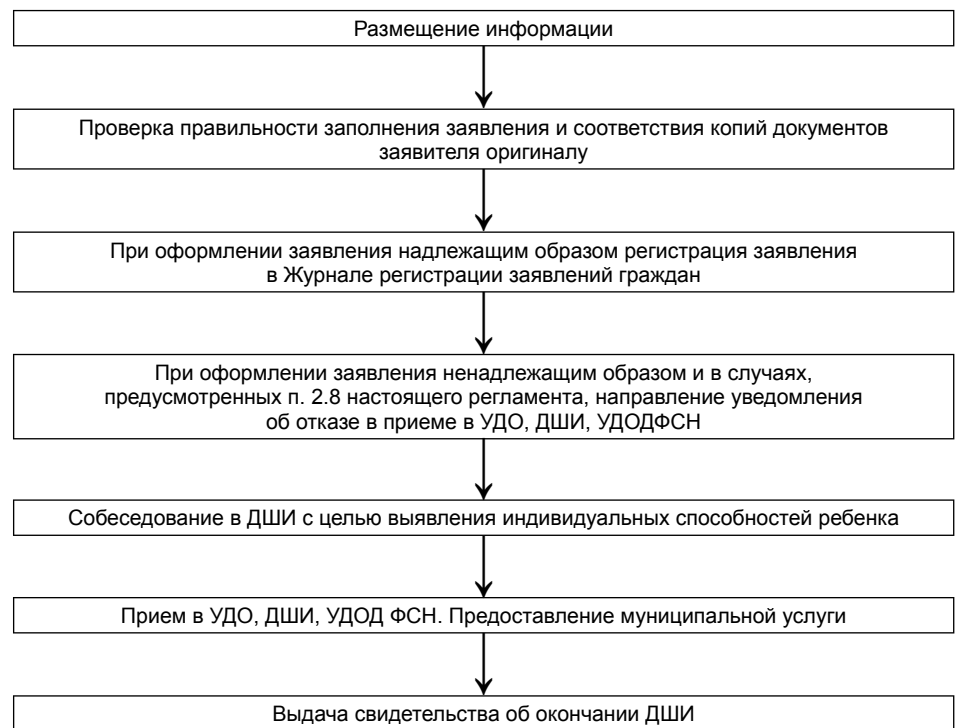 Размещение информации
Проверка правильности заполнения заявления и соответствия копий документов
заявителя оригиналу
При оформлении заявления надлежащим образом регистрация заявления
в Журнале регистрации заявлений граждан
При оформлении заявления ненадлежащим образом и в случаях,
предусмотренных п. 2.8 настоящего регламента, направление уведомления
об отказе в приеме в УДО, ДШИ, УДОДФСН
Собеседование в ДШИ с целью выявления индивидуальных способностей ребенка
Прием в УДО, ДШИ, УДОД ФСН. Предоставление муниципальной услуги
Выдача свидетельства об окончании ДШИ